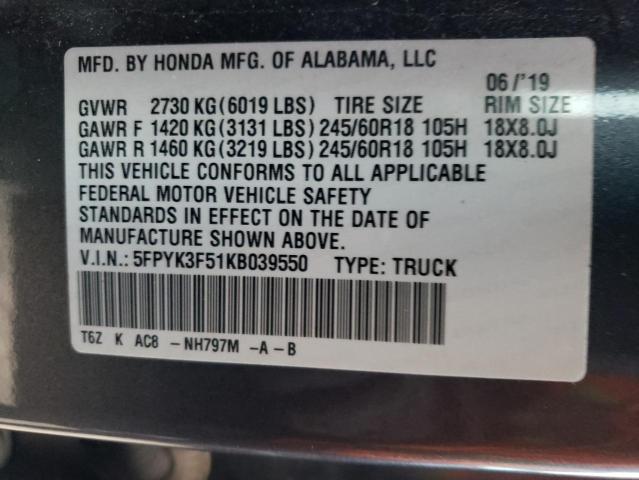 MFD. BY HONDA MFG. OF ALABAMA, LLC
06/'19
GVWR 2730 KG (6019 LBS) TIRE SIZE RIM SIZE
GAWR F 1420 KG (3131 LBS) 245/60R18 105H 18X8.0J
GAWR R 1460 KG (3219 LBS) 245/60R18 105H 18X8.0J
THIS VEHICLE CONFORMS TO ALL APPLICABLE
FEDERAL MOTOR VEHICLE SAFETY
STANDARDS IN EFFECT ON THE DATE OF
MANUFACTURE SHOWN ABOVE.
V.I.N.: 5FPYK3F51KB039550 TYPE: TRUCK
T6Z K AC8 - NH797M - A - B